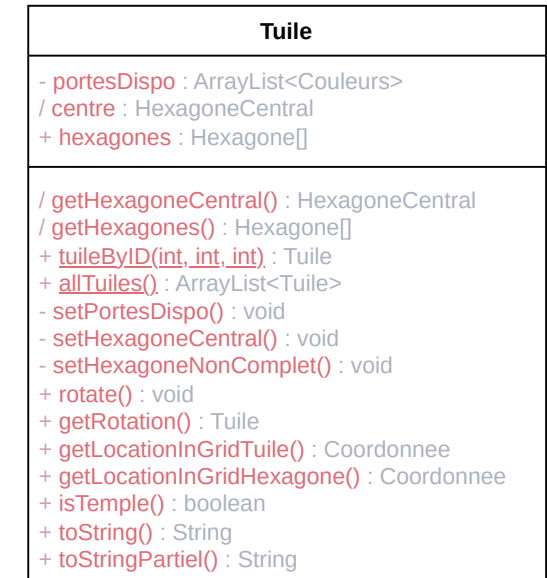 Tuile
- portesDispo : ArrayList<Couleurs>
/ centre : HexagoneCentral
+ hexagones : Hexagone[]
/ getHexagoneCentral() : HexagoneCentral
/ getHexagones() : Hexagone[]
+ tuileByID(int, int, int) : Tuile
+ allTuiles() : ArrayList<Tuile>
- setPortesDispo() : void
- setHexagoneCentral() : void
- setHexagoneNonComplet() : void
+ rotate() : void
+ getRotation() : Tuile
+ getLocationInGridTuile() : Coordonnee
+ getLocationInGridHexagone() : Coordonnee
+ isTemple() : boolean
+ toString() : String
+ toStringPartiel() : String